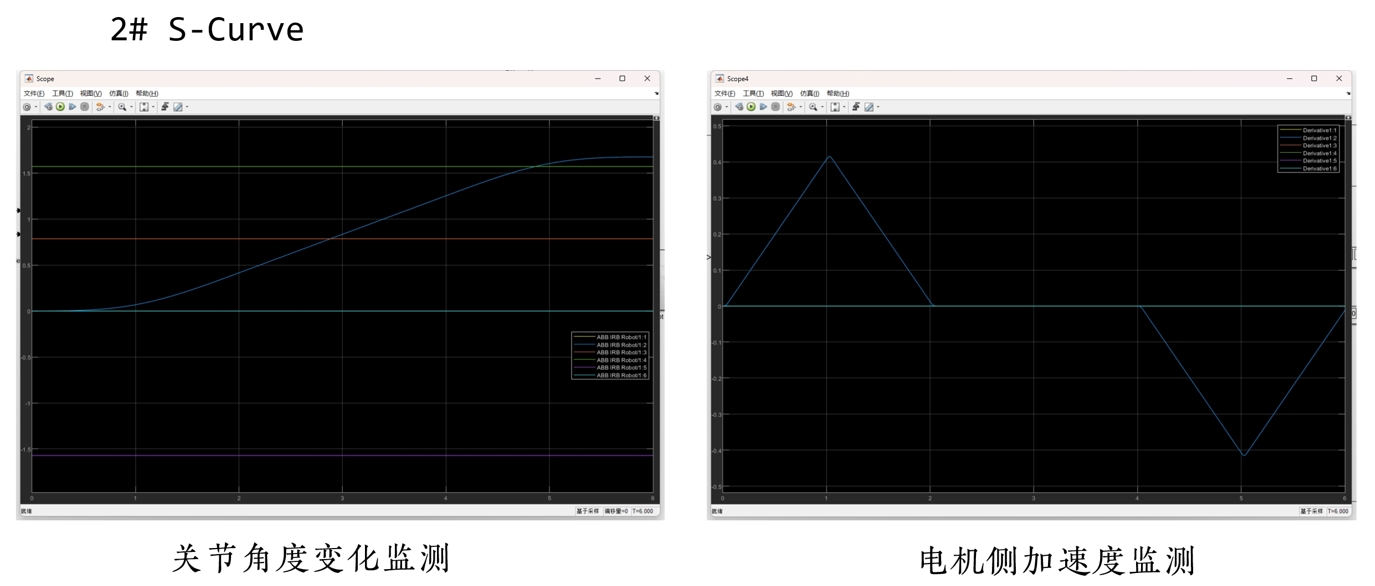 2# S-Curve
Scope
文件(F) 工具(T) 视图(V) 仿真(I) 帮助(H)
2
1.5
1
0.5
0
-0.5
-1
-1.5
0 1 2 3 4 5 6
ABB IRB Robot/1:1
ABB IRB Robot/1:2
ABB IRB Robot/1:3
ABB IRB Robot/1:4
ABB IRB Robot/1:5
ABB IRB Robot/1:6
就绪
基于采样 偏移量=0 T=6.000
关节角度变化监测
Scope4
文件(F) 工具(T) 视图(V) 仿真(I) 帮助(H)
0.5
0.4
0.3
0.2
0.1
0
-0.1
-0.2
-0.3
-0.4
-0.5
0 1 2 3 4 5 6
Derivative1:1
Derivative1:2
Derivative1:3
Derivative1:4
Derivative1:5
Derivative1:6
就绪
基于采样 T=6.000
电机侧加速度监测